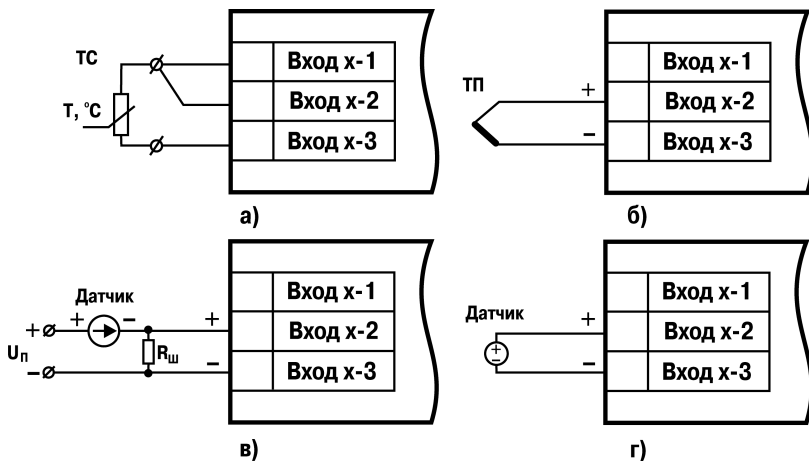 ТС
Т, °С
Вход x-1
Вход x-2
Вход x-3
а)
ТП
+
−
Вход x-1
Вход x-2
Вход x-3
б)
Датчик
+
+
−
+
Uп
Rш
−
−
Вход x-1
Вход x-2
Вход x-3
в)
Датчик
+
+
−
−
Вход x-1
Вход x-2
Вход x-3
г)